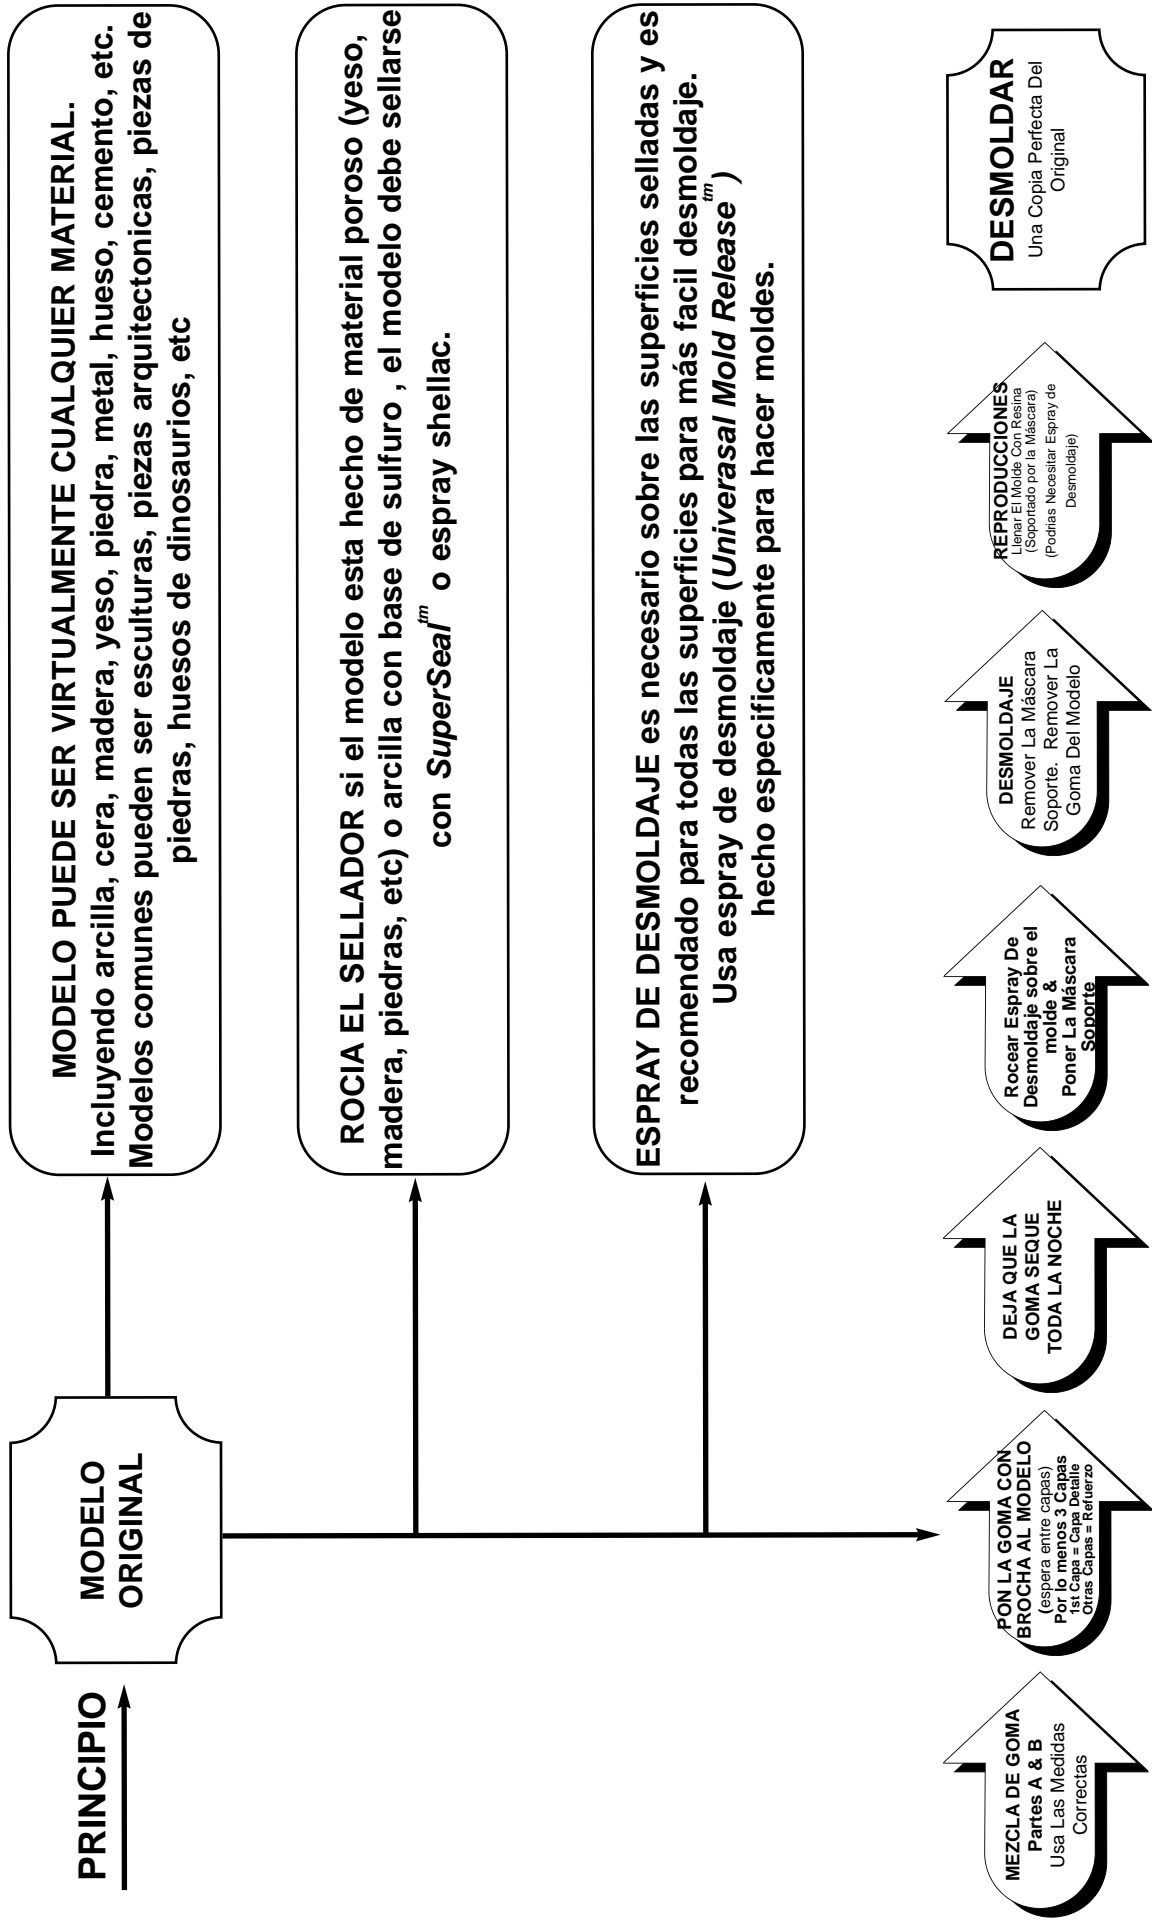 PRINCIPIO
MODELO
ORIGINAL
MODELO PUEDE SER VIRTUALMENTE CUALQUIER MATERIAL.
Incluyendo arcilla, cera, madera, yeso, piedra, metal, hueso, cemento, etc.
Modelos comunes pueden ser esculturas, piezas arquitectonicas, piezas de
piedras, huesos de dinosaurios, etc
ROCIA EL SELLADOR si el modelo esta hecho de material poroso (yeso,
madera, piedras, etc) o arcilla con base de sulfuro , el modelo debe sellarse
con SuperSeal tm o espray shellac.
ESPRAY DE DESMOLDAJE es necesario sobre las superficies selladas y es
recomendado para todas las superficies para más facil desmoldaje.
Usa espray de desmoldaje (Univerasal Mold Release tm)
hecho especificamente para hacer moldes.
MEZCLA DE GOMA
Partes A & B
Usa Las Medidas
Correctas
PON LA GOMA CON
BROCHA AL MODELO
(espera entre capas)
Por lo menos 3 Capas
1st Capa = Capa Detalle
Otras Capas = Refuerzo
DEJA QUE LA
GOMA SEQUE
TODA LA NOCHE
Rocear Espray De
Desmoldaje sobre el
molde &
Poner La Máscara
Soporte
DESMOLDAJE
Remover La Máscara
Soporte. Remover La
Goma Del Modelo
REPRODUCCIONES
Llenar El Molde Con Resina
(Soportado por la Máscara)
(Podrias Necesitar Espray de
Desmoldaje)
DESMOLDAR
Una Copia Perfecta Del
Original